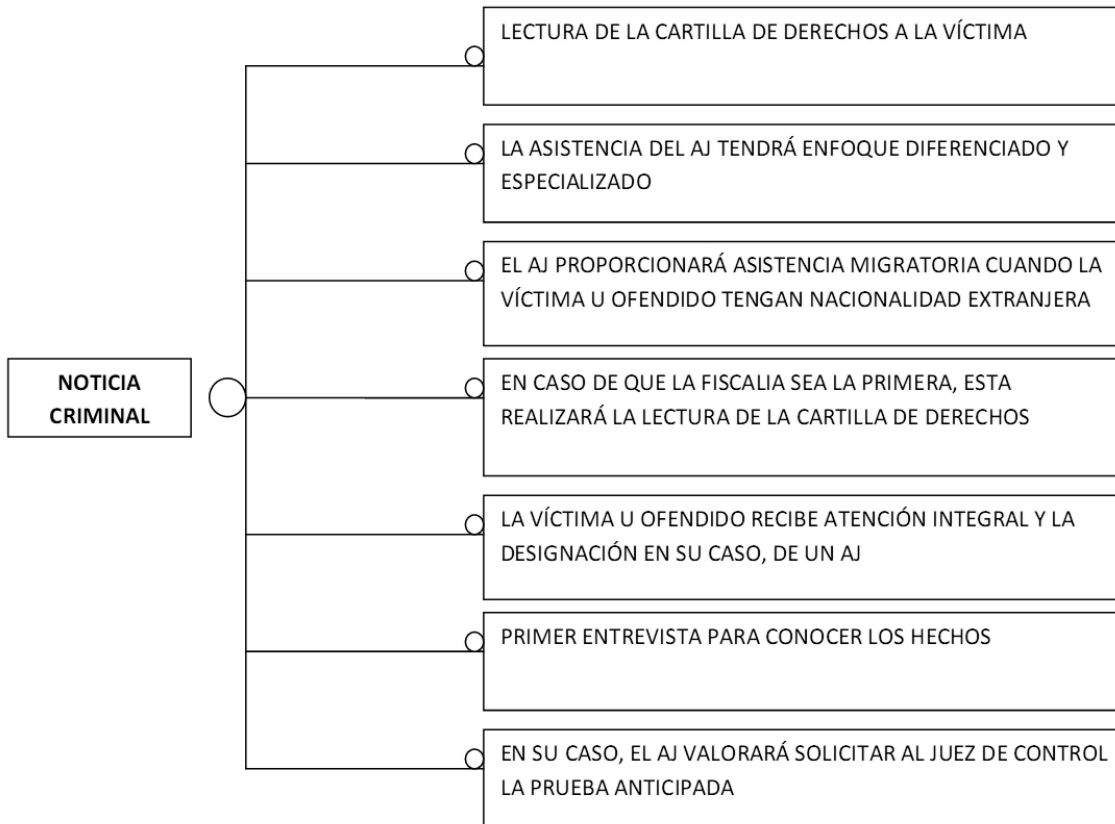 LECTURA DE LA CARTILLA DE DERECHOS A LA VÍCTIMA
LA ASISTENCIA DEL AJ TENDRÁ ENFOQUE DIFERENCIADO Y
ESPECIALIZADO
EL AJ PROPORCIONARÁ ASISTENCIA MIGRATORIA CUANDO LA
VÍCTIMA U OFENDIDO TENGAN NACIONALIDAD EXTRANJERA
NOTICIA
CRIMINAL
EN CASO DE QUE LA FISCALIA SEA LA PRIMERA, ESTA
REALIZARÁ LA LECTURA DE LA CARTILLA DE DERECHOS
LA VÍCTIMA U OFENDIDO RECIBE ATENCIÓN INTEGRAL Y LA
DESIGNACIÓN EN SU CASO, DE UN AJ
PRIMER ENTREVISTA PARA CONOCER LOS HECHOS
EN SU CASO, EL AJ VALORARÁ SOLICITAR AL JUEZ DE CONTROL
LA PRUEBA ANTICIPADA